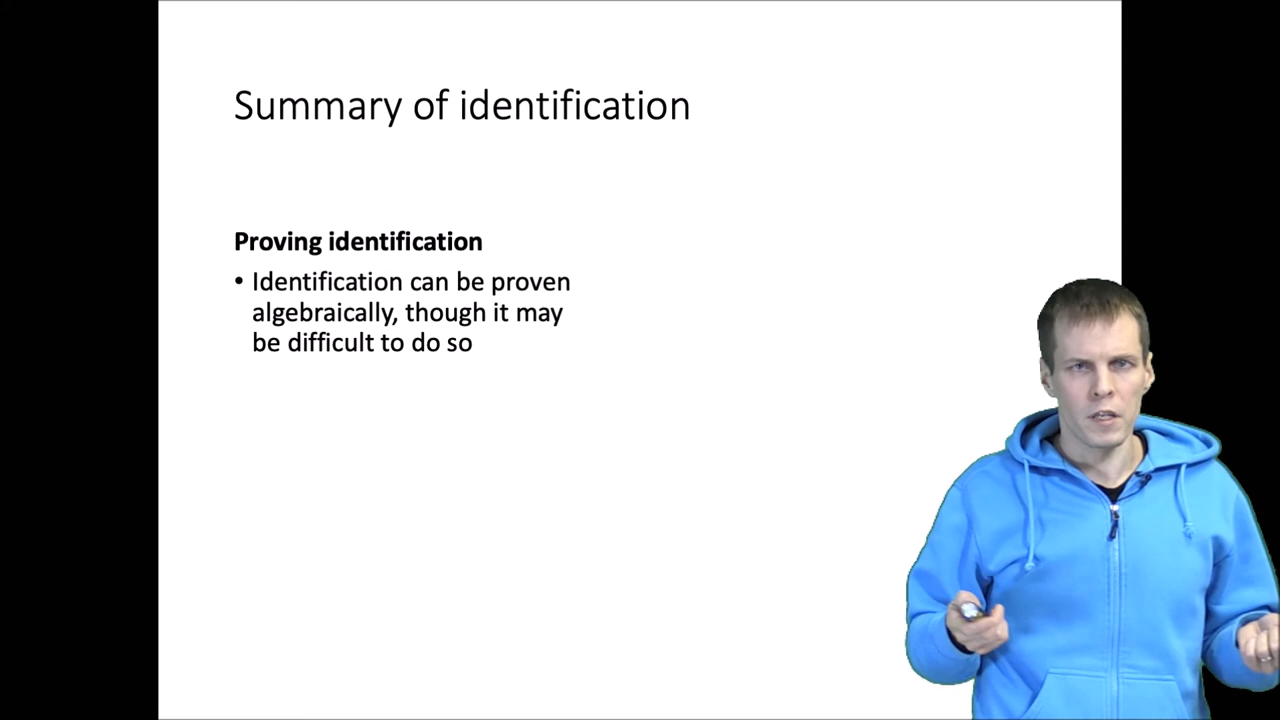 Summary of identification
Proving identification
• Identification can be proven
algebraically, though it may
be difficult to do so